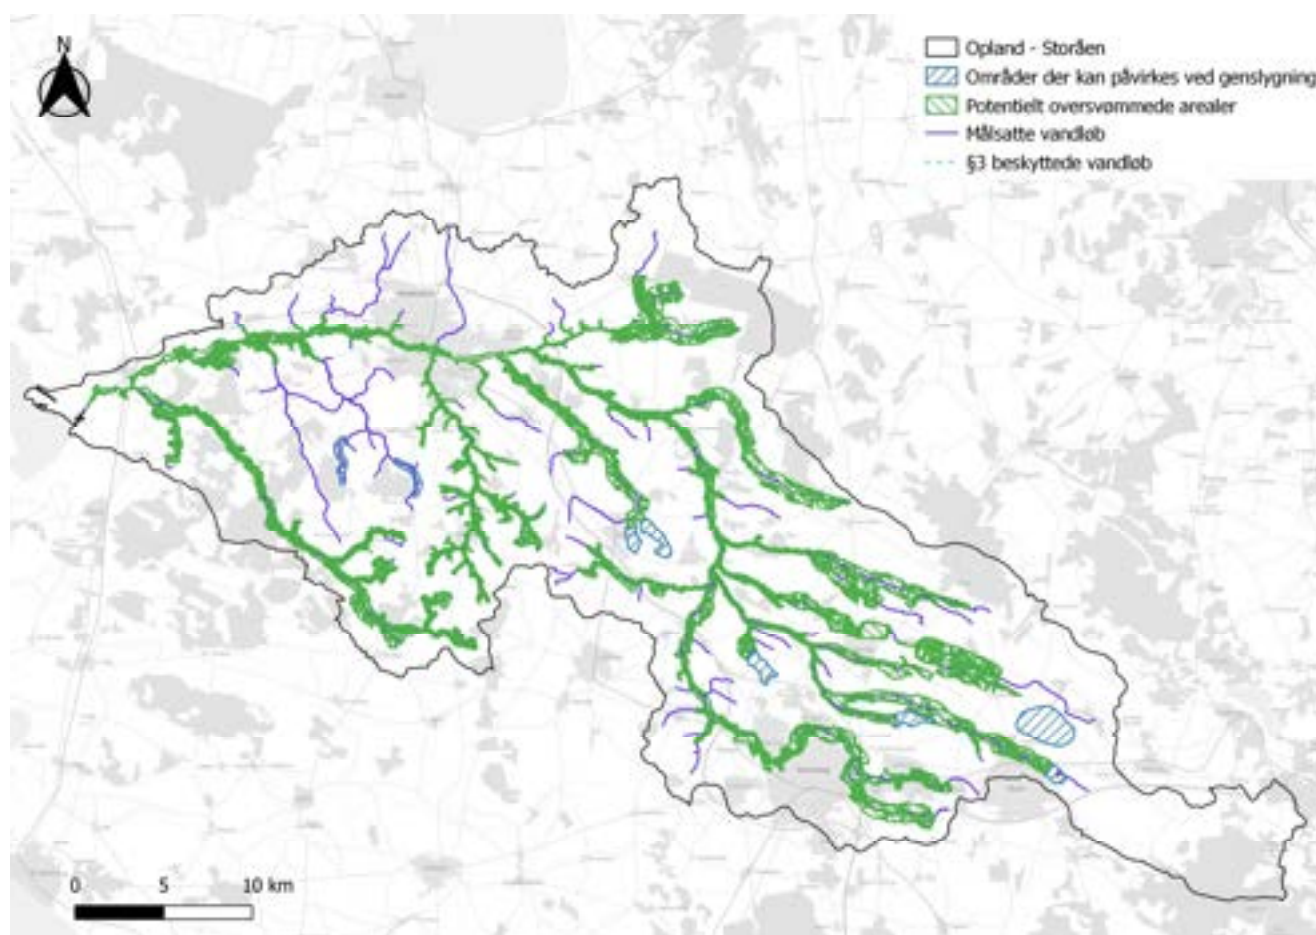 N
Opland - Storåen
Områder der kan påvirkes ved genslygning
Potentielt oversvømmede arealer
Målsatte vandløb
§3 beskyttede vandløb
0 5 10 km